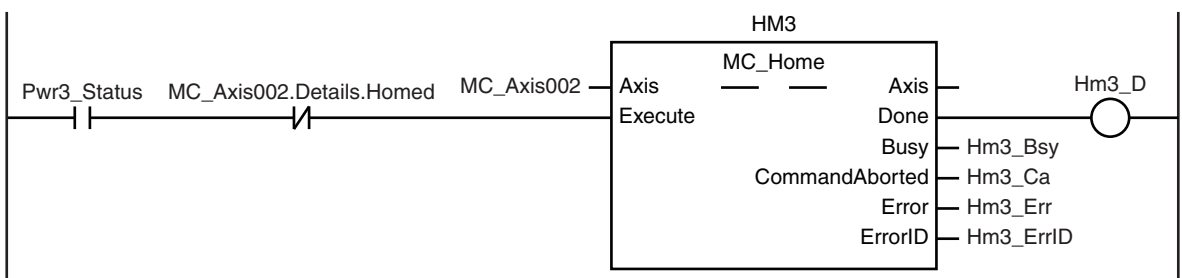 HM3
MC_Home
Pwr3_Status MC_Axis002.Details.Homed MC_Axis002 Axis Axis Hm3_D
Execute Done
Busy Hm3_Bsy
CommandAborted Hm3_Ca
Error Hm3_Err
ErrorID Hm3_ErrID